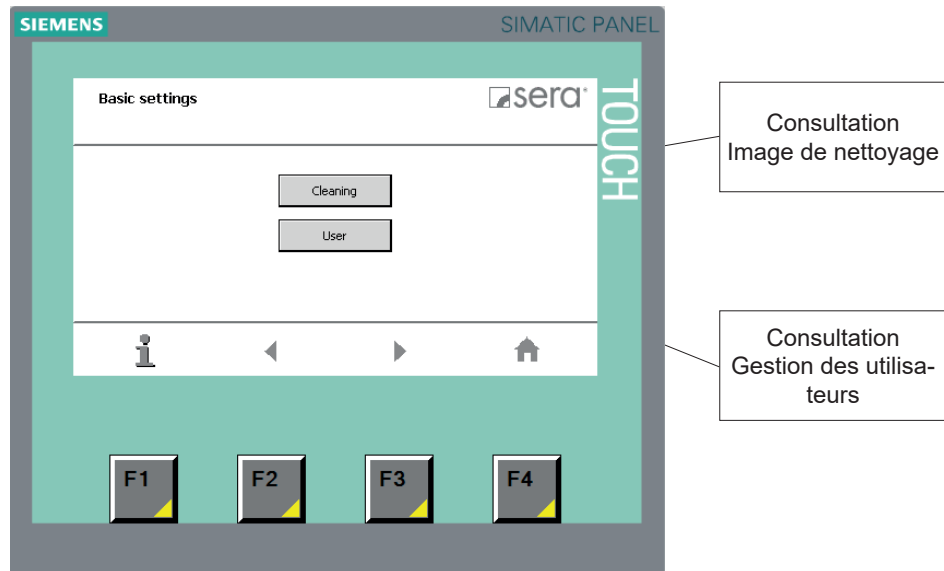 SIEMENS
SIMATIC PANEL
TOUCH
Basic settings
sera®
Cleaning
User
F1
F2
F3
F4
Consultation
Image de nettoyage
Consultation
Gestion des utilisa-
teurs